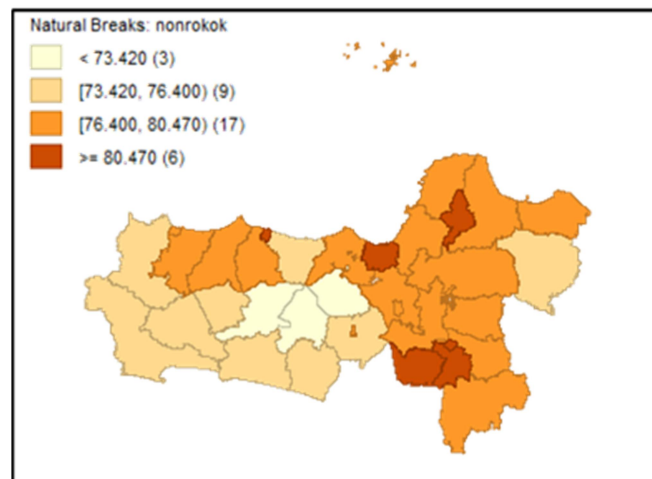 Natural Breaks: nonrokok
< 73.420 (3)
[73.420, 76.400) (9)
[76.400, 80.470) (17)
>= 80.470 (6)